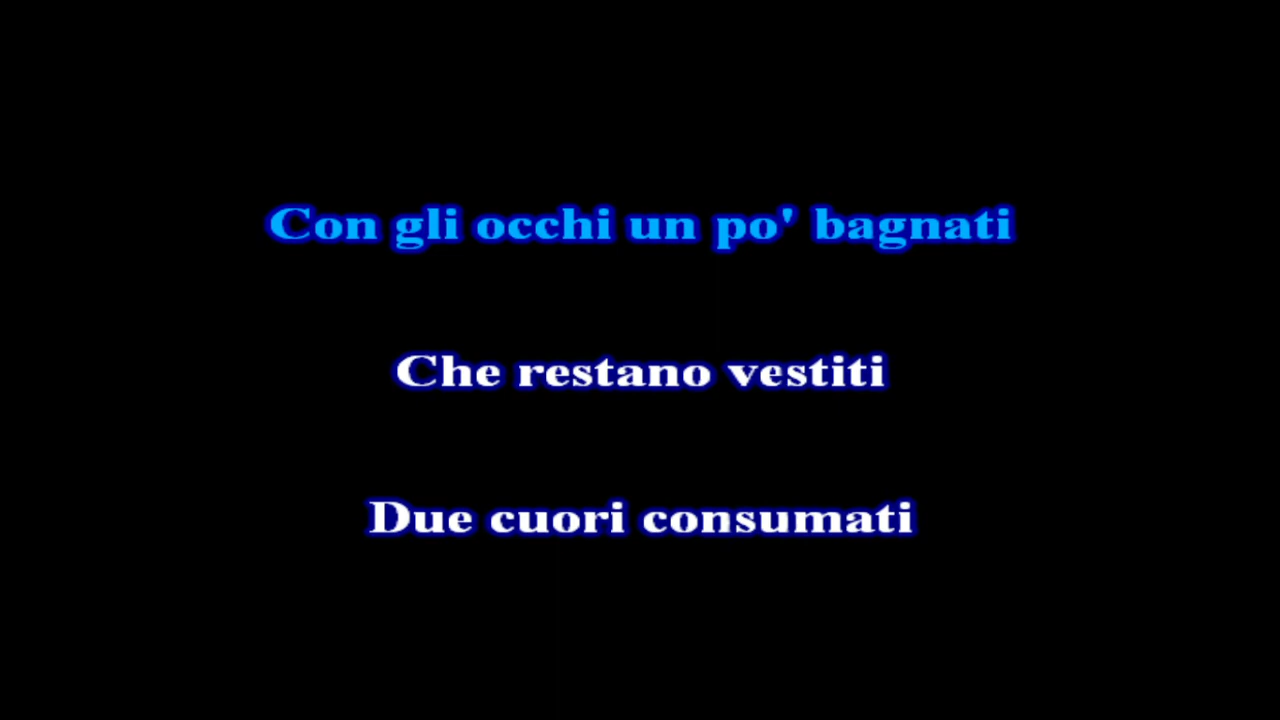 Con gli occhi un po' bagnati
Che restano vestiti
Due cuori consumati